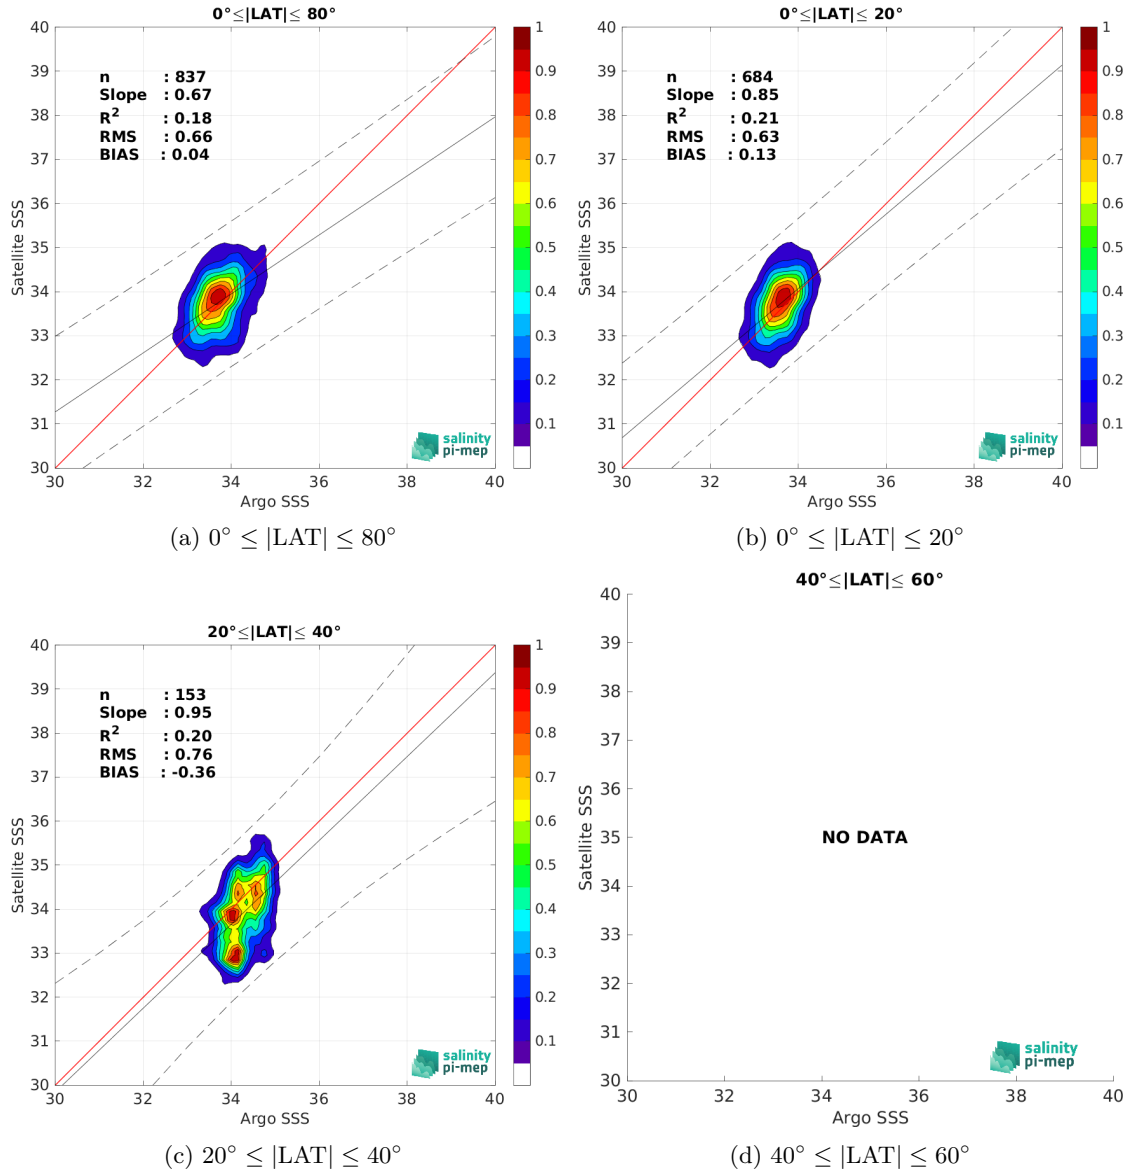 0°≤|LAT|≤ 80°
40
39
38
37
36
35
34
33
32
31
30
Satellite SSS
n : 837
Slope : 0.67
R² : 0.18
RMS : 0.66
BIAS : 0.04
salinity
pi-mep
30 32 34 36 38 40
Argo SSS
1
0.9
0.8
0.7
0.6
0.5
0.4
0.3
0.2
0.1
(a) 0° ≤ |LAT| ≤ 80°
0°≤|LAT|≤ 20°
40
39
38
37
36
35
34
33
32
31
30
Satellite SSS
n : 684
Slope : 0.85
R² : 0.21
RMS : 0.63
BIAS : 0.13
salinity
pi-mep
30 32 34 36 38 40
Argo SSS
1
0.9
0.8
0.7
0.6
0.5
0.4
0.3
0.2
0.1
(b) 0° ≤ |LAT| ≤ 20°
20°≤|LAT|≤ 40°
40
39
38
37
36
35
34
33
32
31
30
Satellite SSS
n : 153
Slope : 0.95
R² : 0.20
RMS : 0.76
BIAS : -0.36
salinity
pi-mep
30 32 34 36 38 40
Argo SSS
1
0.9
0.8
0.7
0.6
0.5
0.4
0.3
0.2
0.1
(c) 20° ≤ |LAT| ≤ 40°
40°≤|LAT|≤ 60°
40
39
38
37
36
35
34
33
32
31
30
Satellite SSS
NO DATA
salinity
pi-mep
30 32 34 36 38 40
Argo SSS
(d) 40° ≤ |LAT| ≤ 60°